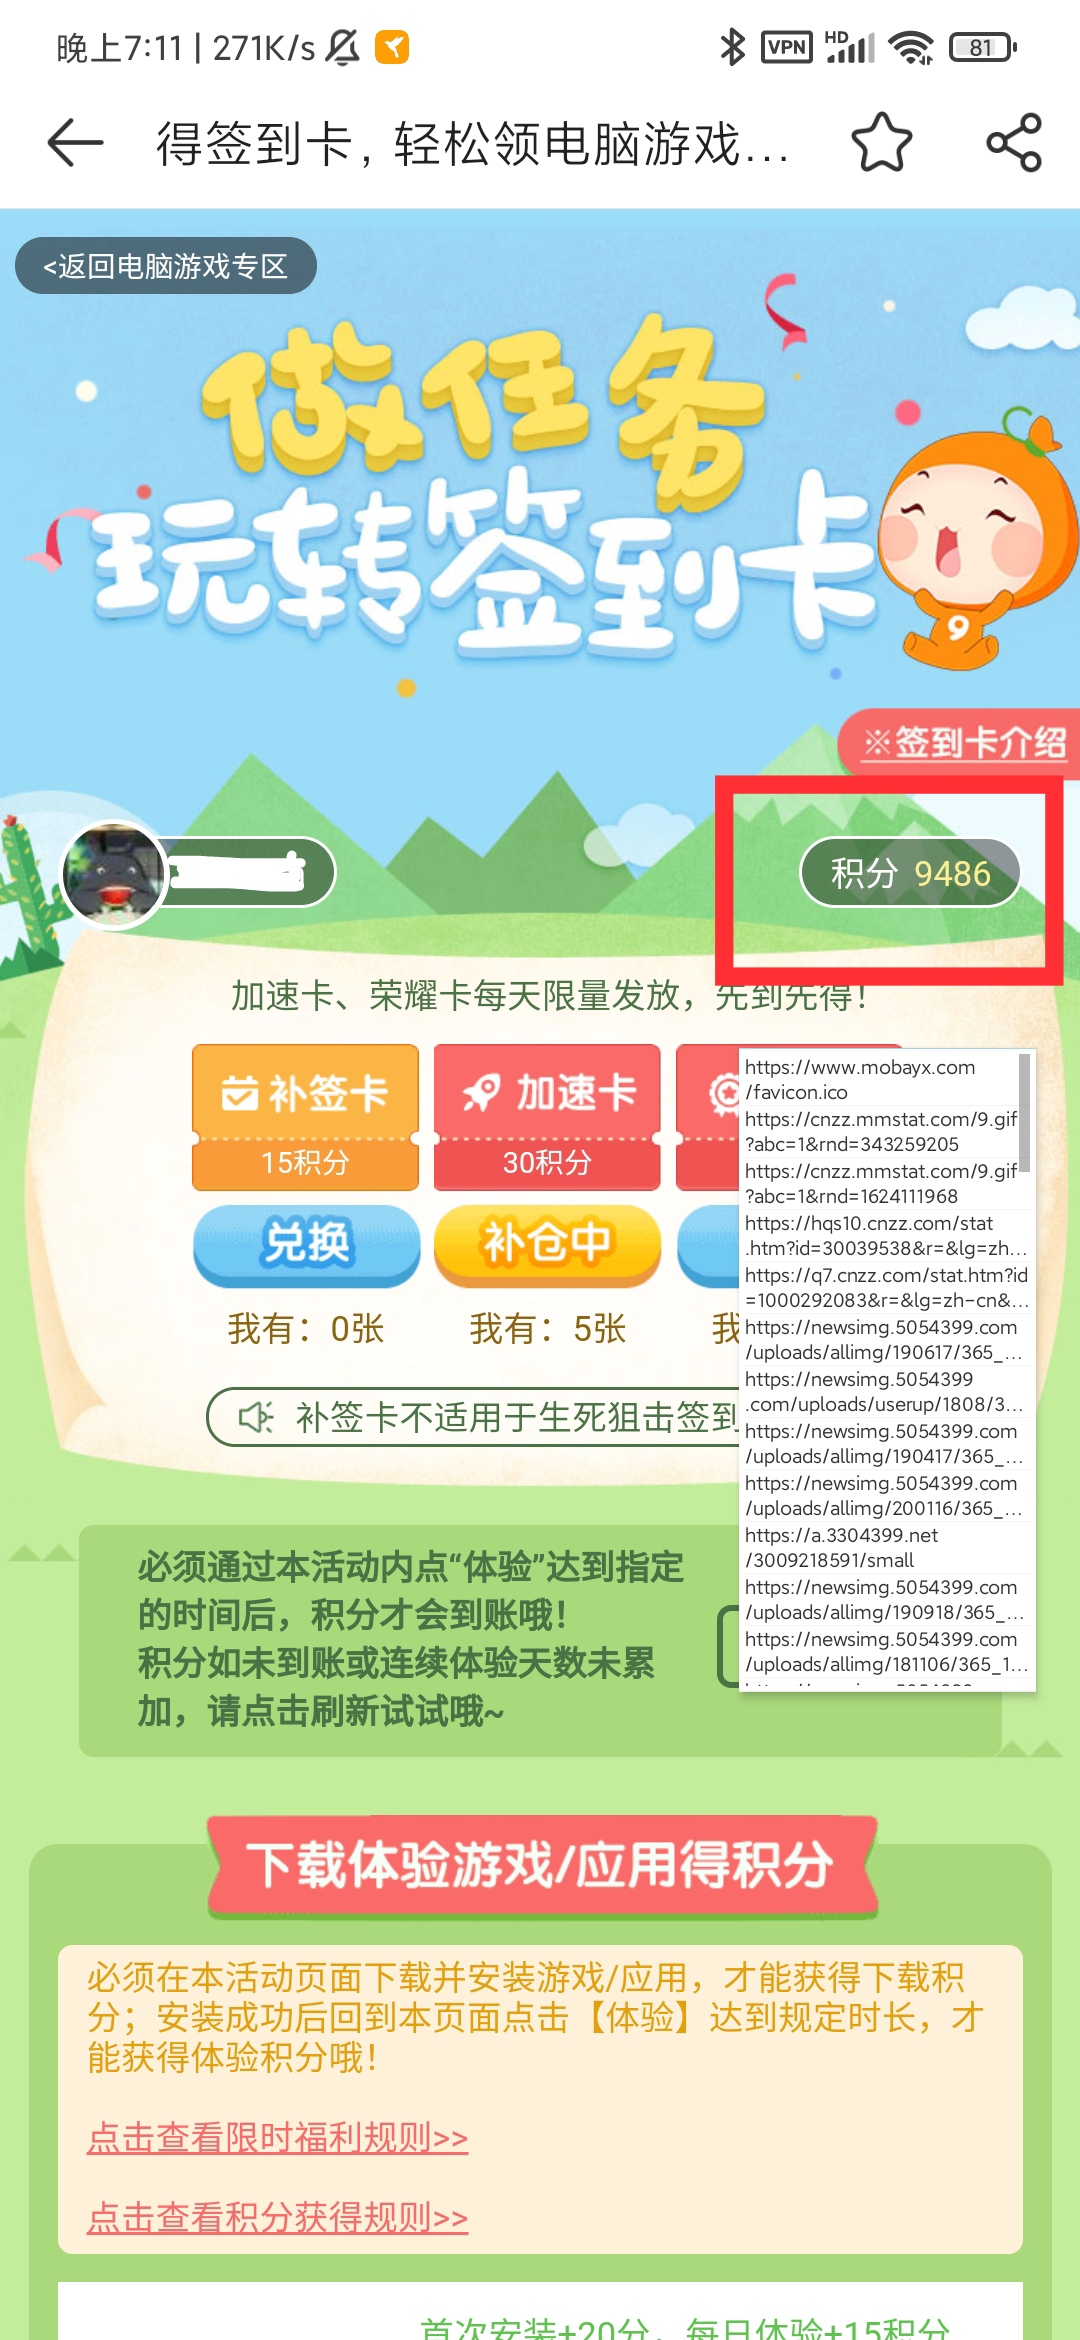 晚上7:11 | 271K/s
VPN
HD
81
得签到卡，轻松领电脑游戏...
<返回电脑游戏专区
做任务
玩转签到卡
9
※签到卡介绍
积分 9486
加速卡、荣耀卡每天限量发放，先到先得！
补签卡
加速卡
15积分
30积分
兑换
补仓中
我有：0张
我有：5张
我
补签卡不适用于生死狙击签到
https://www.mobayx.com
/favicon.ico
https://cnzz.mmstat.com/9.gif
?abc=1&rnd=343259205
https://cnzz.mmstat.com/9.gif
?abc=1&rnd=1624111968
https://hqs10.cnzz.com/stat
.htm?id=30039538&r=&lg=zh...
https://q7.cnzz.com/stat.htm?id
=1000292083&r=&lg=zh-cn&...
https://newsimg.5054399.com
/uploads/allimg/190617/365_...
https://newsimg.5054399
.com/uploads/userup/1808/3...
https://newsimg.5054399.com
/uploads/allimg/190417/365_...
https://newsimg.5054399.com
/uploads/allimg/200116/365_...
https://a.3304399.net
/3009218591/small
https://newsimg.5054399.com
/uploads/allimg/190918/365_...
https://newsimg.5054399.com
/uploads/allimg/181106/365_1...
必须通过本活动内点“体验”达到指定
的时间后，积分才会到账哦！
积分如未到账或连续体验天数未累
加，请点击刷新试试哦~
下载体验游戏/应用得积分
必须在本活动页面下载并安装游戏/应用，才能获得下载积
分；安装成功后回到本页面点击【体验】达到规定时长，才
能获得体验积分哦！
点击查看限时福利规则>>
点击查看积分获得规则>>
首次安装+20分，每日体验+15积分